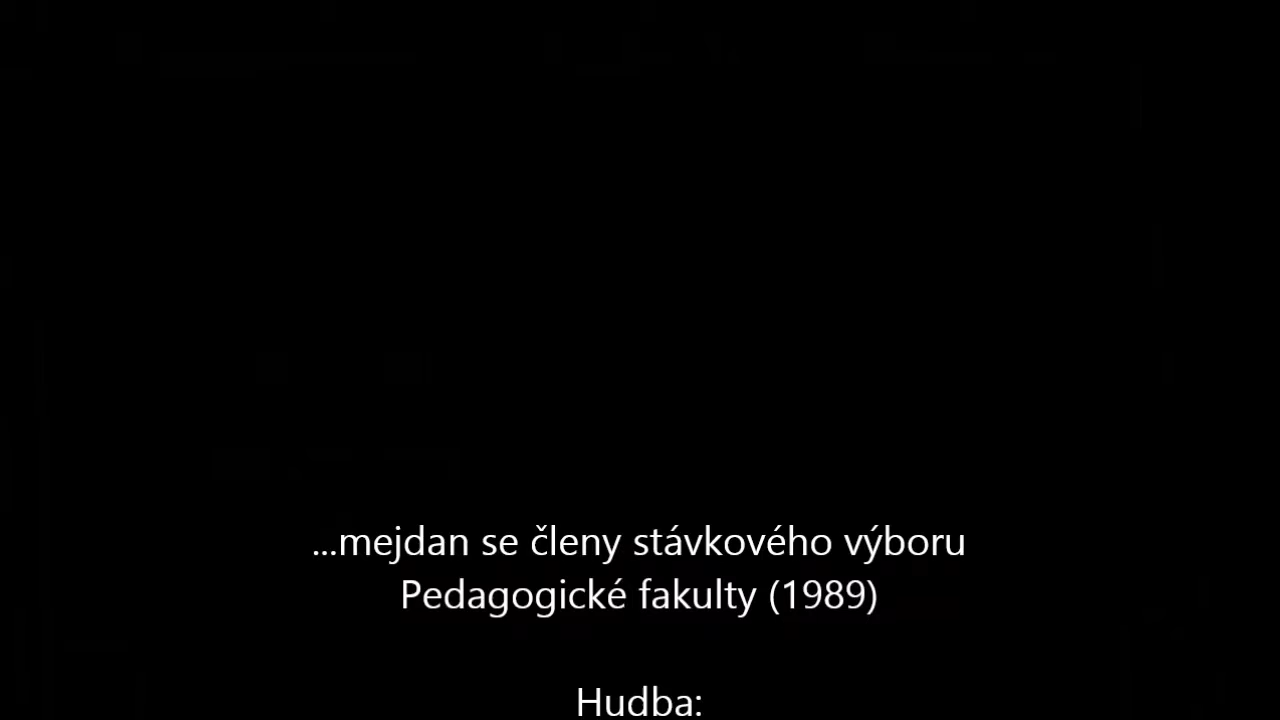 ...mejdan se členy stávkového výboru
Pedagogické fakulty (1989)
Hudba: